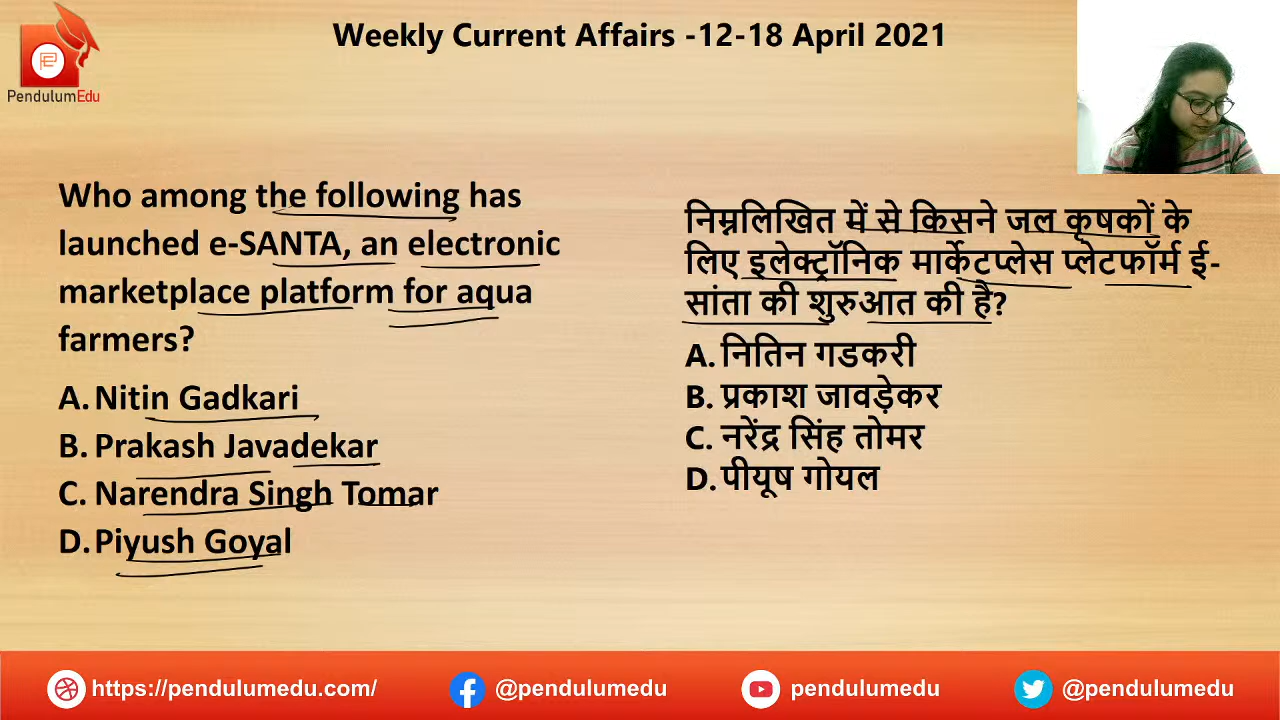 Weekly Current Affairs -12-18 April 2021
PendulumEdu
Who among the following has
launched e-SANTA, an electronic
marketplace platform for aqua
farmers?
A. Nitin Gadkari
B. Prakash Javadekar
C. Narendra Singh Tomar
D. Piyush Goyal
निम्नलिखित में से किसने जल कृषकों के
लिए इलेक्ट्रॉनिक मार्केटप्लेस प्लेटफॉर्म ई-
सांता की शुरुआत की है?
A. नितिन गडकरी
B. प्रकाश जावड़ेकर
C. नरेंद्र सिंह तोमर
D. पीयूष गोयल
https://pendulumedu.com/
@pendulumedu
pendulumedu
@pendulumedu